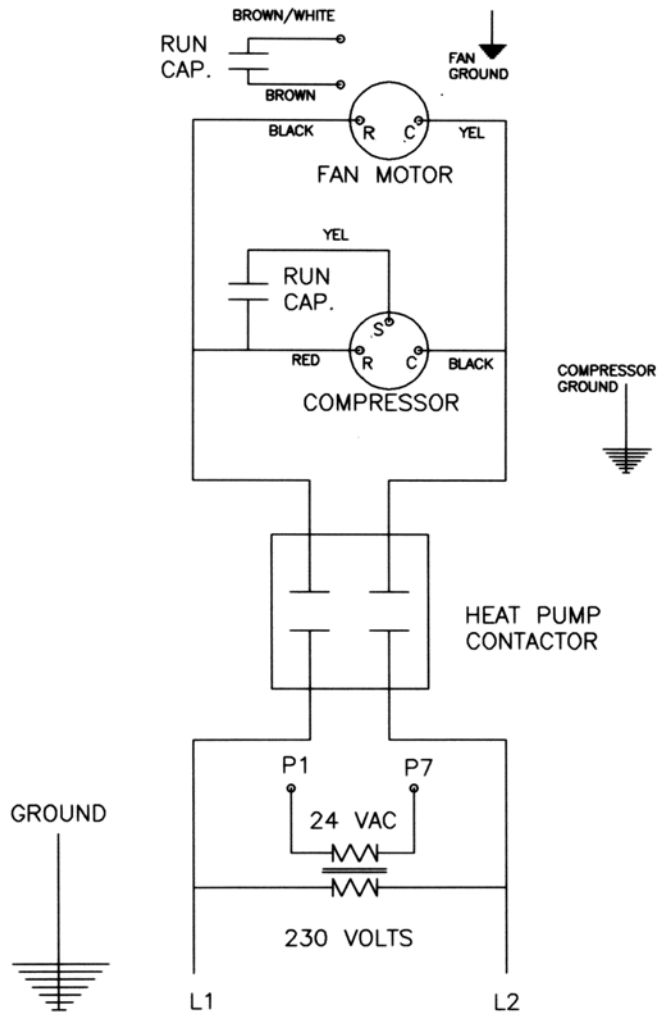 BROWN/WHITE
RUN
CAP.
BROWN
FAN
GROUND
BLACK
R
C
YEL
FAN MOTOR
YEL
RUN
CAP.
S
RED
R
C
BLACK
COMPRESSOR
COMPRESSOR
GROUND
HEAT PUMP
CONTACTOR
P1
P7
24 VAC
GROUND
230 VOLTS
L1
L2